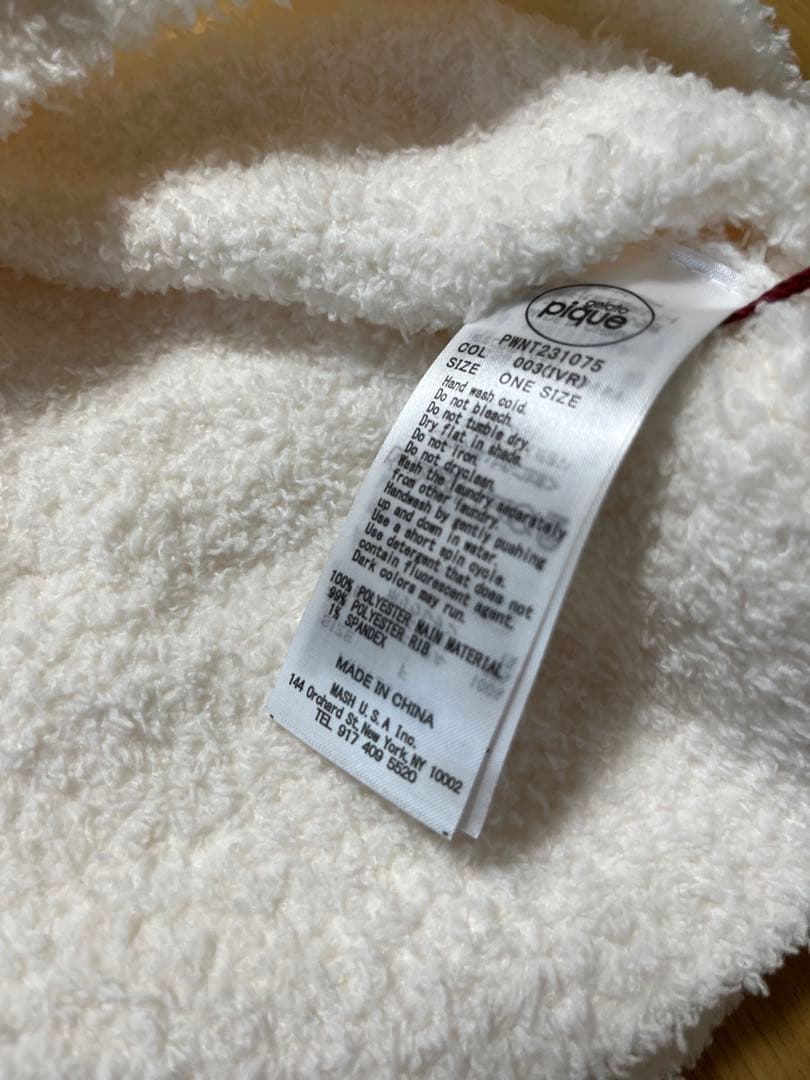 gelato
pique
PWNT231075
COL 003(IVR)
SIZE ONE SIZE
Hand wash cold.
Do not bleach.
Do not tumble dry.
Dry flat in shade.
Do not iron.
Do not dryclean.
Wash the laundry separately
from other laundry.
Handwash by gently pushing
up and down in water.
Use a short spin cycle.
Use detergent that does not
contain fluorescent agent.
Dark colors may run.
100% POLYESTER MAIN MATERIAL
99% POLYESTER RIB
1% SPANDEX
MADE IN CHINA
MASH U.S.A Inc.
144 Orchard St, New York, NY 10002
TEL 917 409 5520